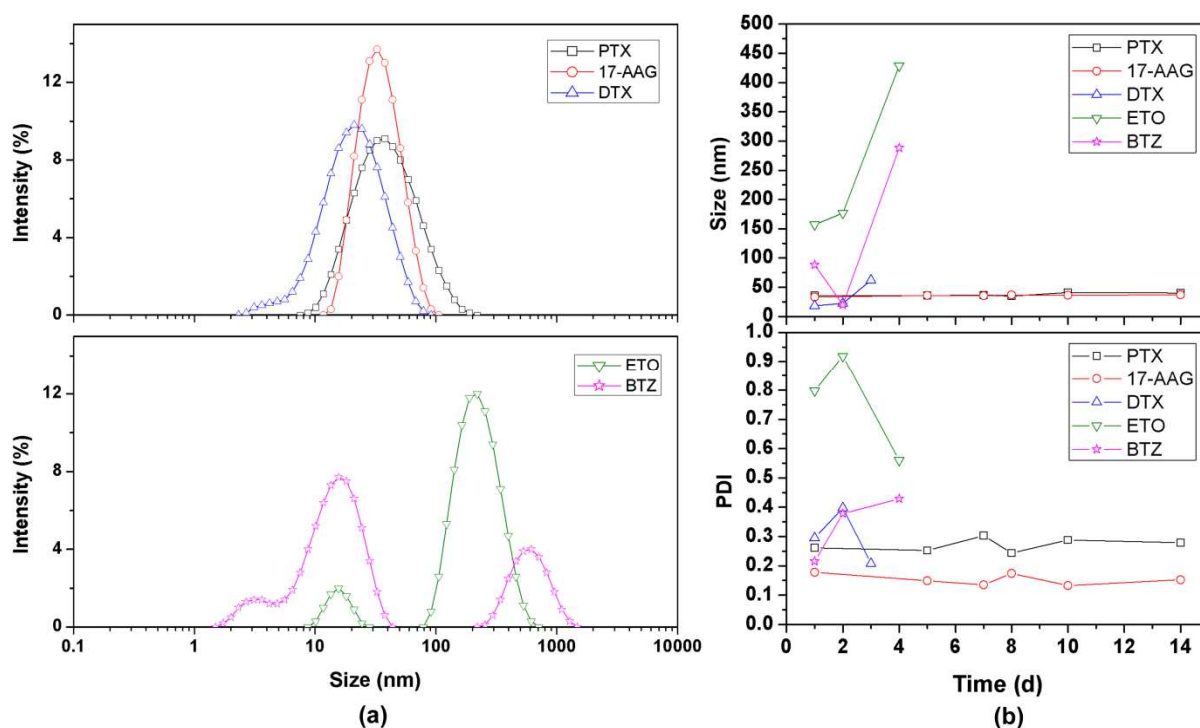 Intensity (%)
12
8
4
0
PTX
17-AAG
DTX
Intensity (%)
12
8
4
0
ETO
BTZ
0.1
1
10
100
1000
10000
Size (nm)
(a)
Size (nm)
500
450
400
350
300
250
200
150
100
50
0
PTX
17-AAG
DTX
ETO
BTZ
PDI
1.0
0.9
0.8
0.7
0.6
0.5
0.4
0.3
0.2
0.1
0.0
PTX
17-AAG
DTX
ETO
BTZ
0 2 4 6 8 10 12 14
Time (d)
(b)